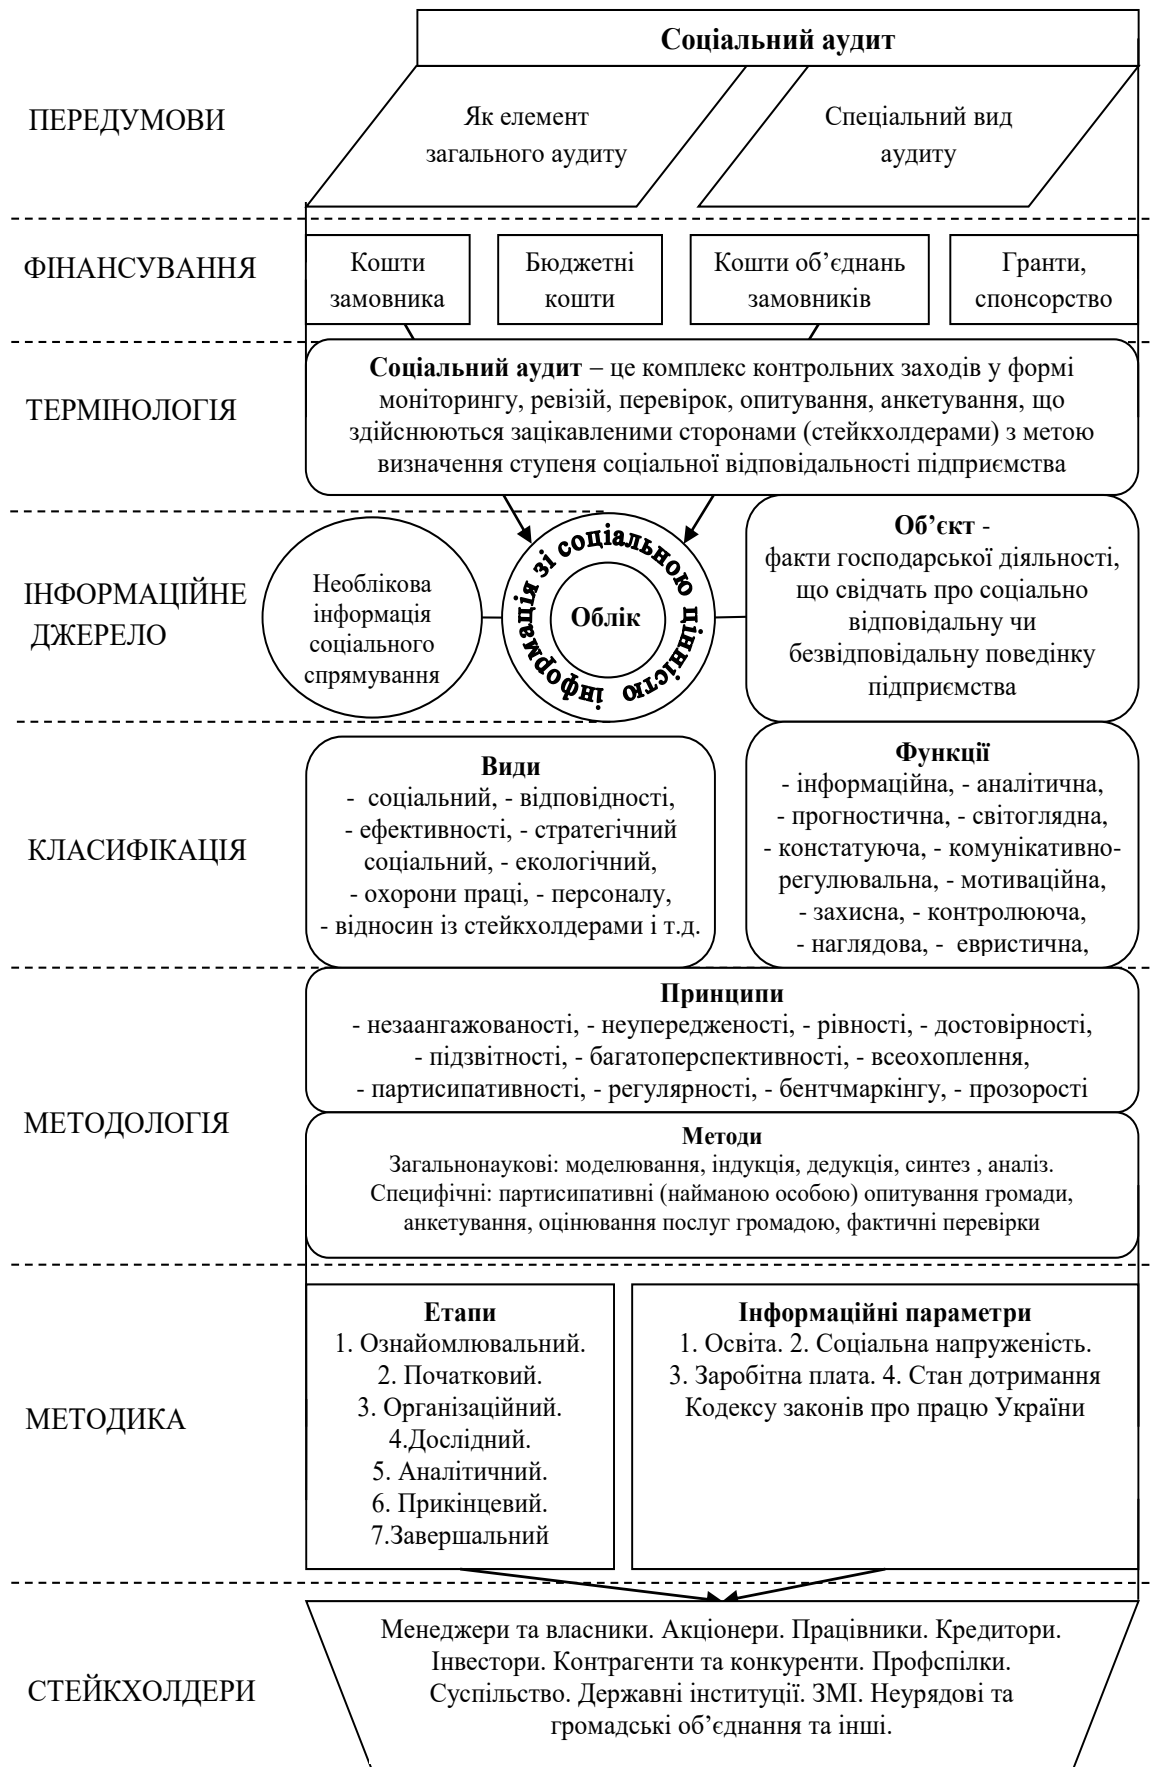 Соціальний аудит
ПЕРЕДУМОВИ
Як елемент
загального аудиту
Спеціальний вид
аудиту
ФІНАНСУВАННЯ
Кошти
замовника
Бюджетні
кошти
Кошти об’єднань
замовників
Гранти,
спонсорство
ТЕРМІНОЛОГІЯ
Соціальний аудит – це комплекс контрольних заходів у формі
моніторингу, ревізій, перевірок, опитування, анкетування, що
здійснюються зацікавленими сторонами (стейкхолдерами) з метою
визначення ступеня соціальної відповідальності підприємства
ІНФОРМАЦІЙНЕ
ДЖЕРЕЛО
Необлікова
інформація
соціального
спрямування
інформація зі соціальною цінністю
Облік
Об’єкт -
факти господарської діяльності,
що свідчать про соціально
відповідальну чи
безвідповідальну поведінку
підприємства
КЛАСИФІКАЦІЯ
Види
- соціальний, - відповідності,
- ефективності, - стратегічний
соціальний, - екологічний,
- охорони праці, - персоналу,
- відносин із стейкхолдерами і т.д.
Функції
- інформаційна, - аналітична,
- прогностична, - світоглядна,
- констатуюча, - комунікативно-
регулювальна, - мотиваційна,
- захисна, - контролююча,
- наглядова, - евристична,
МЕТОДОЛОГІЯ
Принципи
- незаангажованості, - неупередженості, - рівності, - достовірності,
- підзвітності, - багатоперспективності, - всеохоплення,
- партисипативності, - регулярності, - бентчмаркінгу, - прозорості
Методи
Загальнонаукові: моделювання, індукція, дедукція, синтез , аналіз.
Специфічні: партисипативні (найманою особою) опитування громади,
анкетування, оцінювання послуг громадою, фактичні перевірки
МЕТОДИКА
Етапи
1. Ознайомлювальний.
2. Початковий.
3. Організаційний.
4.Дослідний.
5. Аналітичний.
6. Прикінцевий.
7.Завершальний
Інформаційні параметри
1. Освіта. 2. Соціальна напруженість.
3. Заробітна плата. 4. Стан дотримання
Кодексу законів про працю України
СТЕЙКХОЛДЕРИ
Менеджери та власники. Акціонери. Працівники. Кредитори.
Інвестори. Контрагенти та конкуренти. Профспілки.
Суспільство. Державні інституції. ЗМІ. Неурядові та
громадські об’єднання та інші.